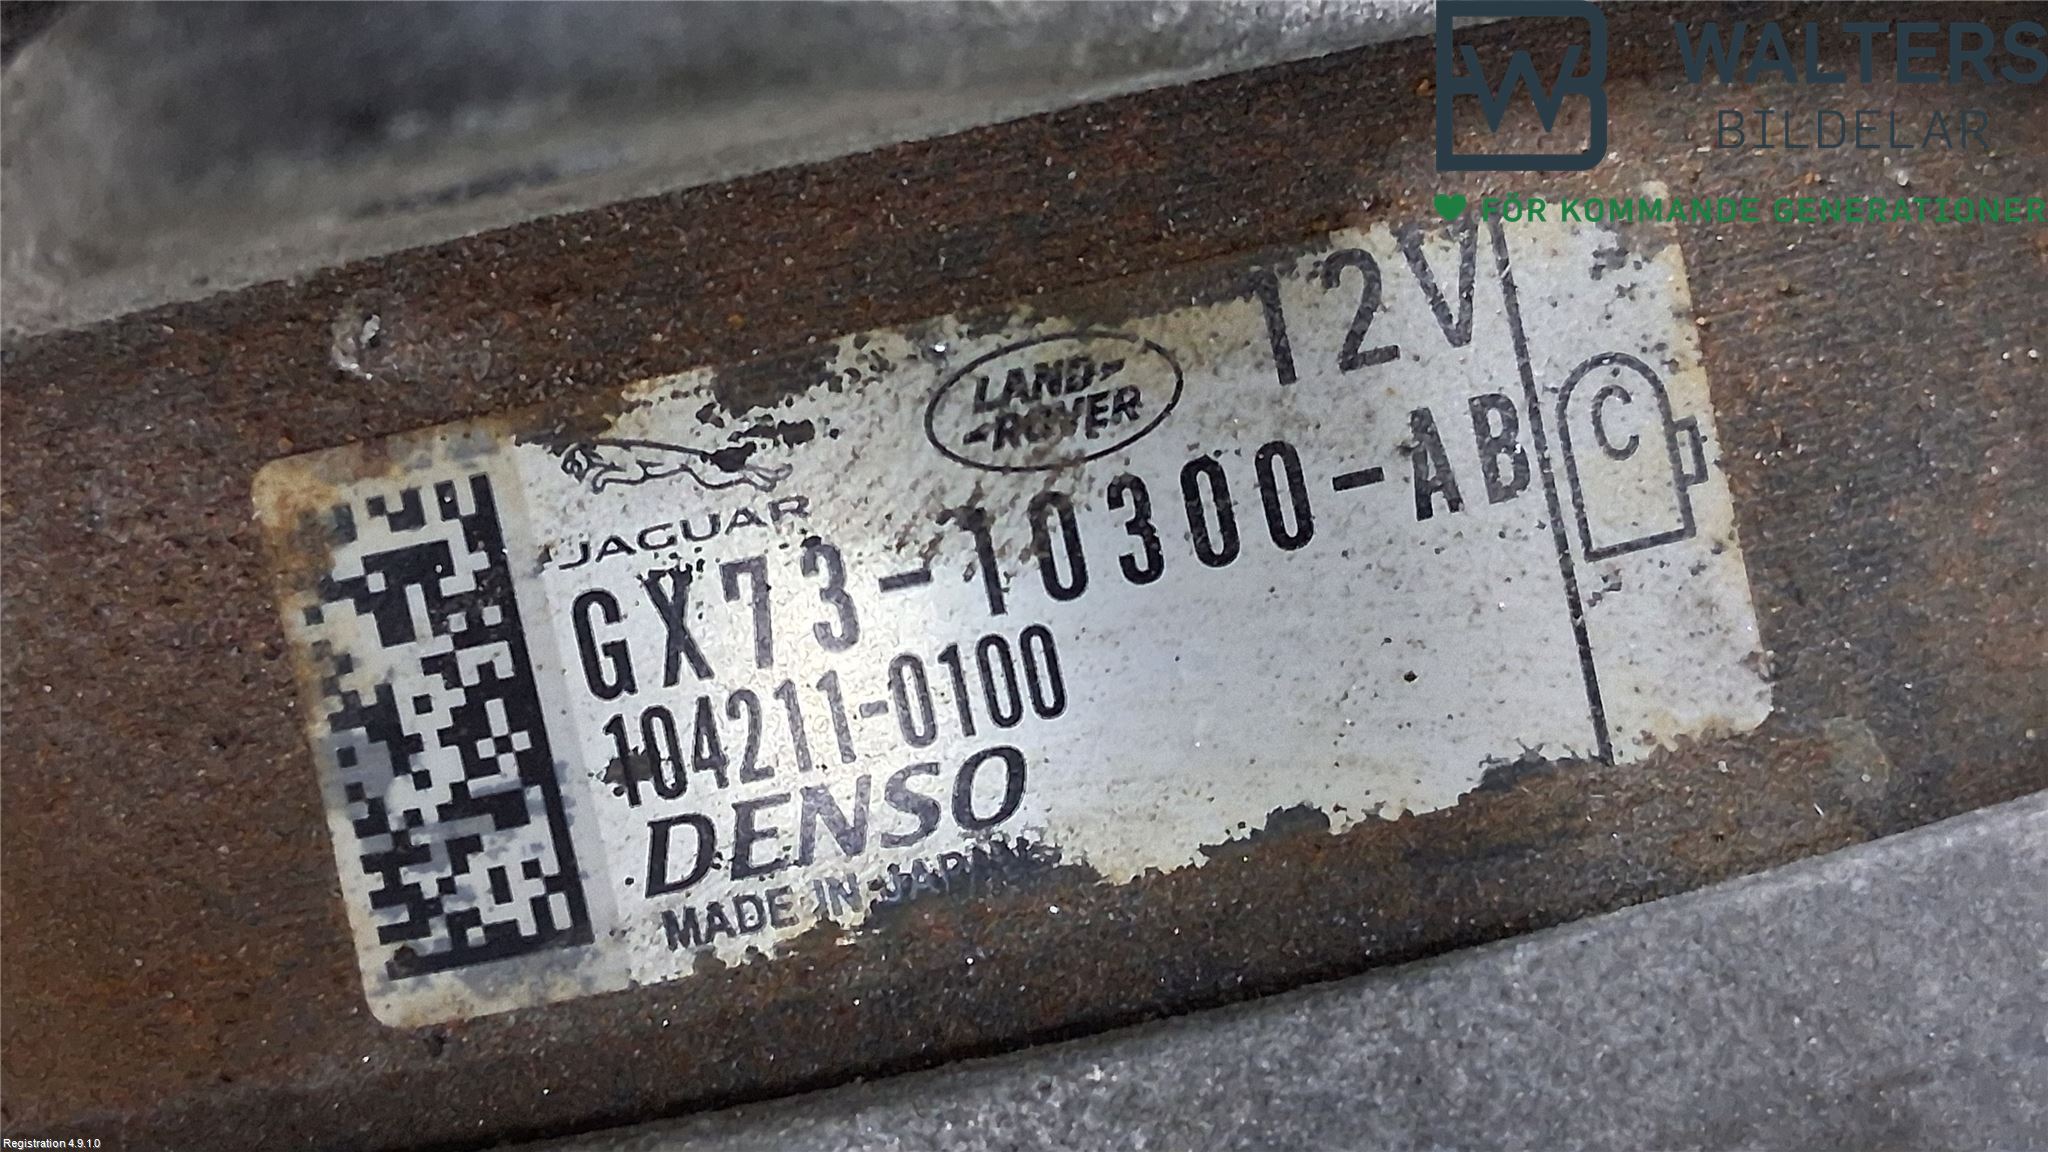 WALTERS
BILDELAR
FÖR KOMMANDE GENERATIONER
12V
LAND-
-ROVER
C
JAGUAR
GX73-10300-AB
104211-0100
DENSO
MADE IN JAPAN
Registration 4.9.1.0